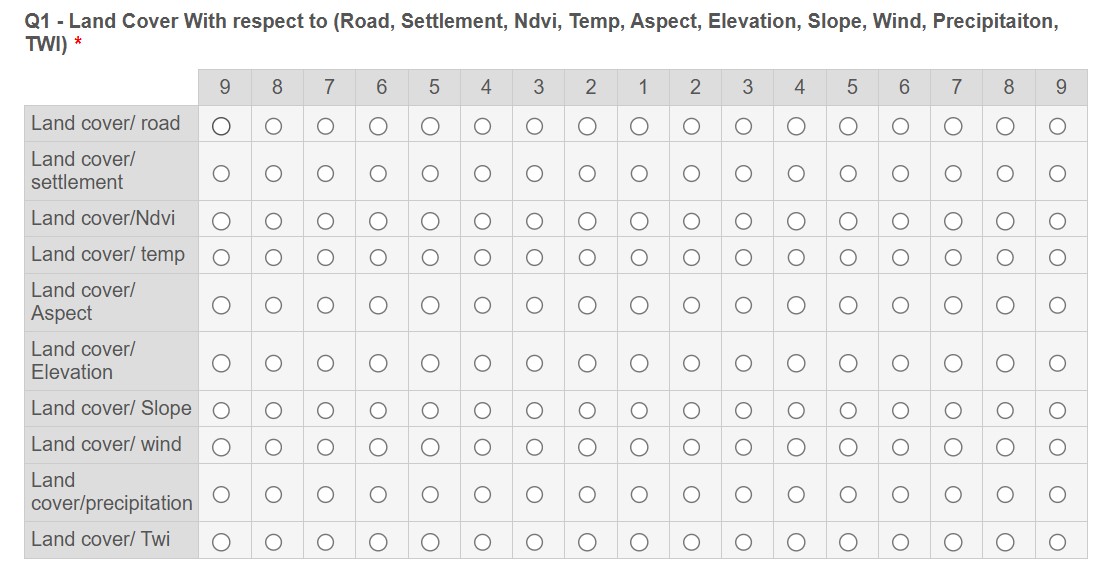 Q1 - Land Cover With respect to (Road, Settlement, Ndvi, Temp, Aspect, Elevation, Slope, Wind, Precipitaiton,
TWI) *
9 8 7 6 5 4 3 2 1 2 3 4 5 6 7 8 9
Land cover/ road
Land cover/
settlement
Land cover/Ndvi
Land cover/ temp
Land cover/
Aspect
Land cover/
Elevation
Land cover/ Slope
Land cover/ wind
Land
cover/precipitation
Land cover/ Twi